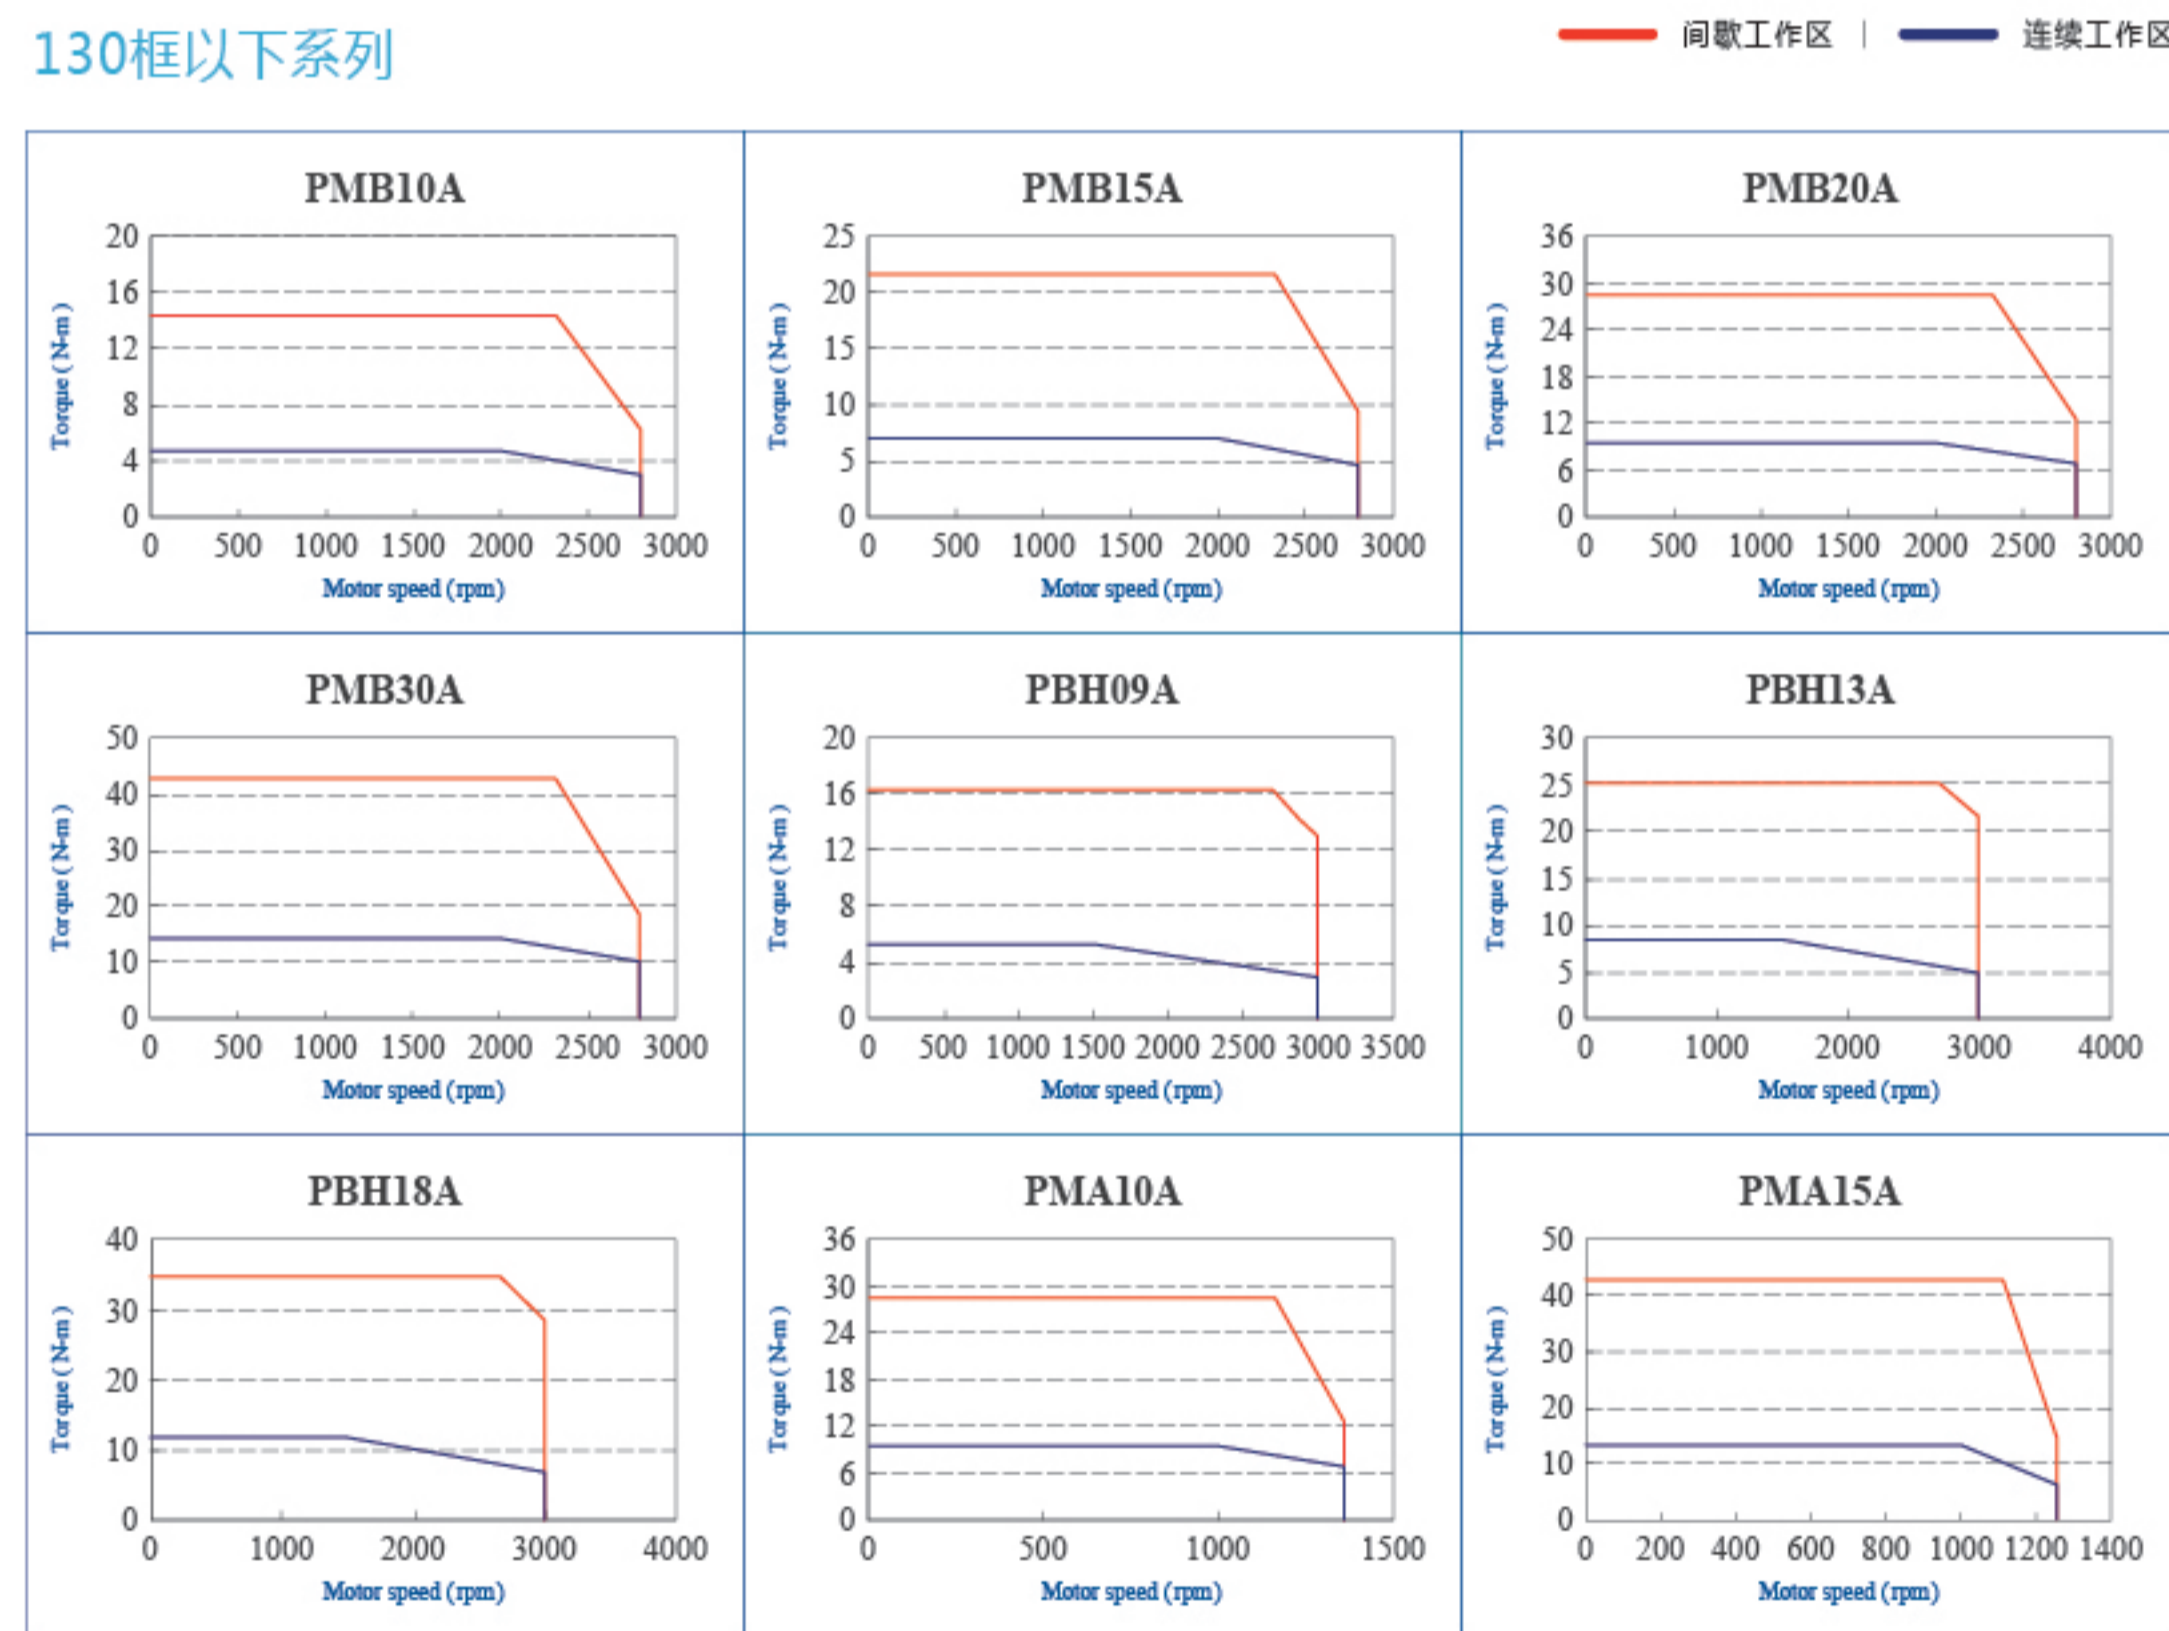 130框以下系列
间歇工作区 | 连续工作区
PMB10A
20
16
12
8
4
0
Torque ( N-m )
0 500 1000 1500 2000 2500 3000
Motor speed (rpm)
PMB15A
25
20
15
10
5
0
Torque ( N-m )
0 500 1000 1500 2000 2500 3000
Motor speed (rpm)
PMB20A
36
30
24
18
12
6
0
Torque ( N-m )
0 500 1000 1500 2000 2500 3000
Motor speed (rpm)
PMB30A
50
40
30
20
10
0
Torque ( N-m )
0 500 1000 1500 2000 2500 3000
Motor speed (rpm)
PBH09A
20
16
12
8
4
0
Torque ( N-m )
0 500 1000 1500 2000 2500 3000 3500
Motor speed (rpm)
PBH13A
30
25
20
15
10
5
0
Torque ( N-m )
0 1000 2000 3000 4000
Motor speed (rpm)
PBH18A
40
30
20
10
0
Torque ( N-m )
0 1000 2000 3000 4000
Motor speed (rpm)
PMA10A
36
30
24
18
12
6
0
Torque ( N-m )
0 500 1000 1500
Motor speed (rpm)
PMA15A
50
40
30
20
10
0
Torque ( N-m )
0 200 400 600 800 1000 1200 1400
Motor speed (rpm)